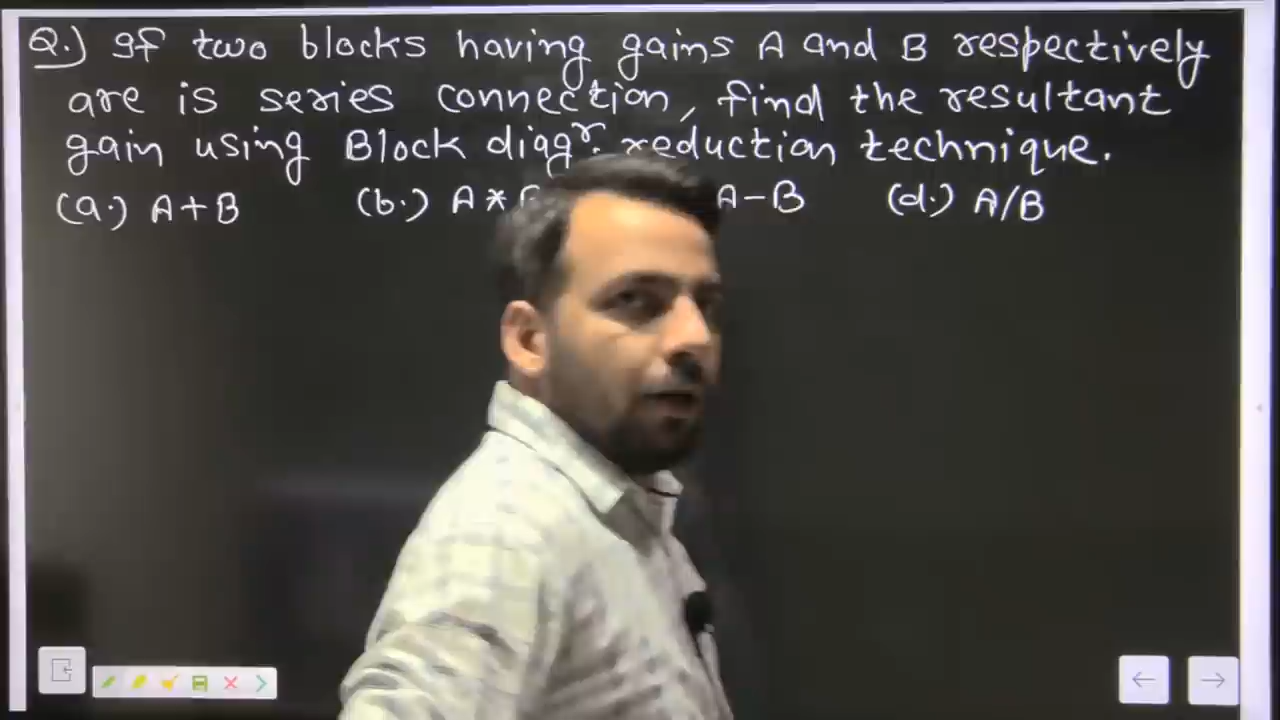 Q.) If two blocks having gains A and B respectively
are is series connection, find the resultant
gain using Block diagr. reduction technique.
(a.) A+B (b.) A* A-B (d.) A/B